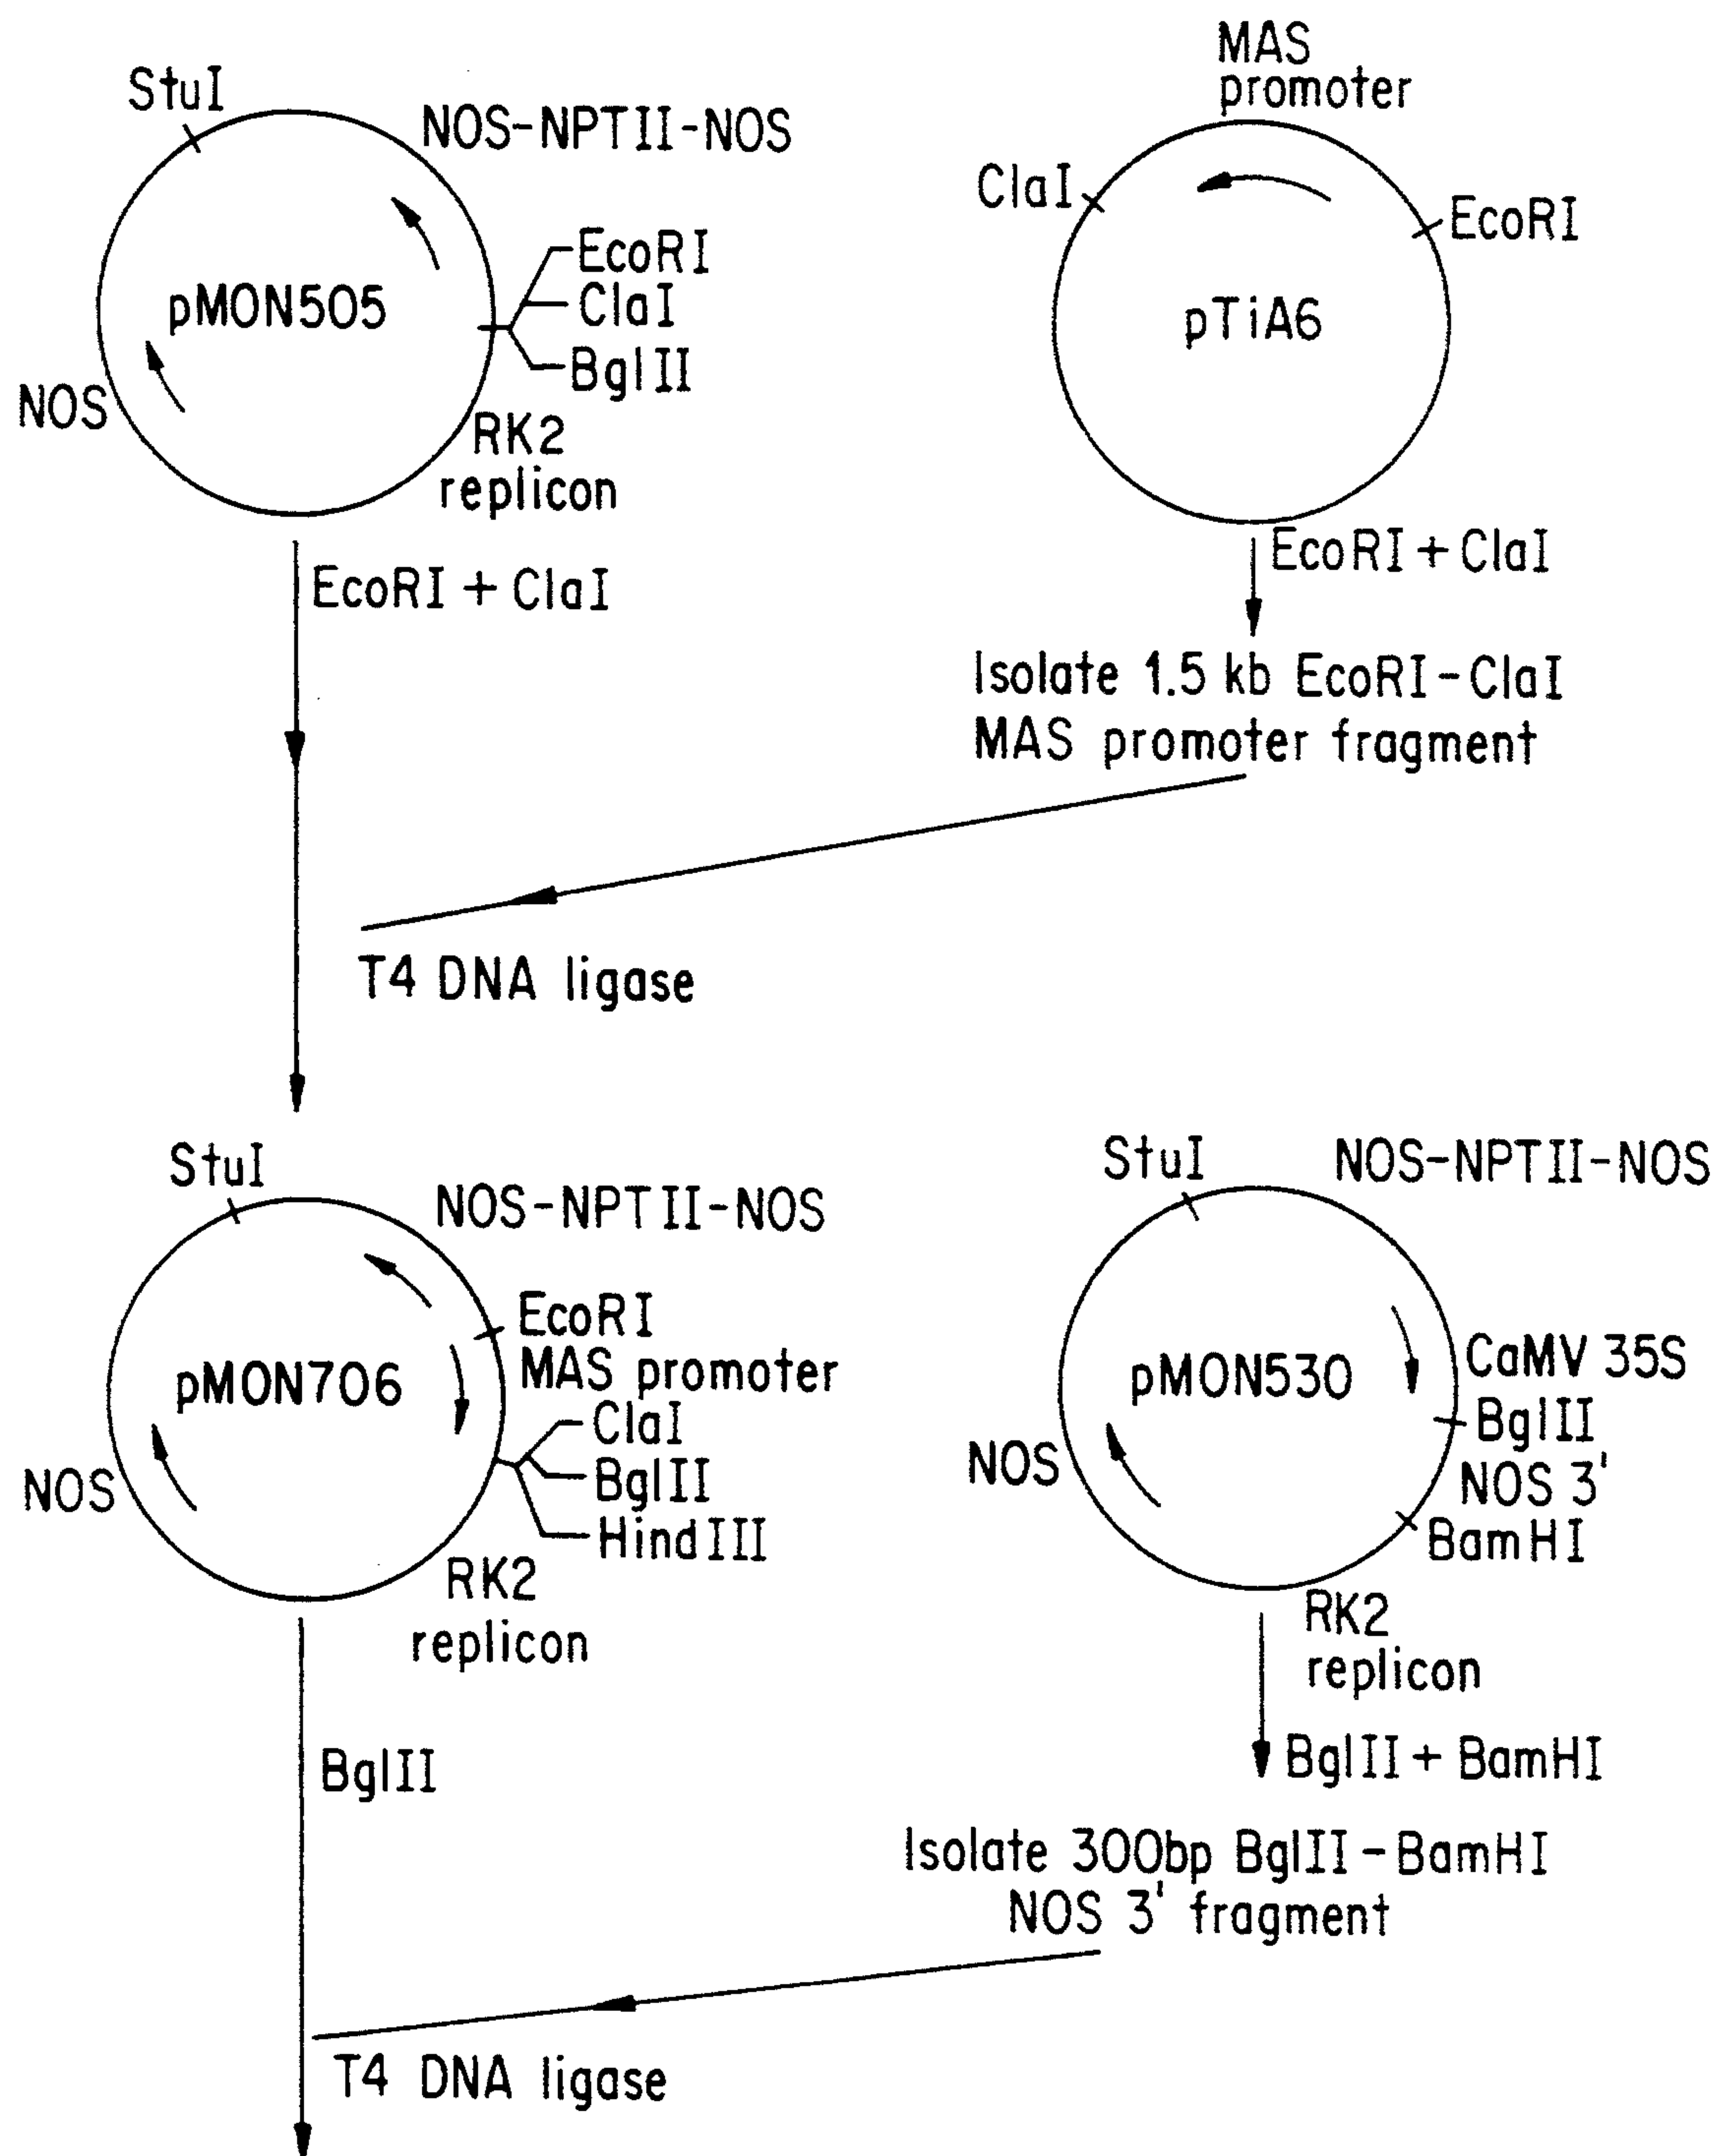 StuI
NOS-NPTII-NOS
EcoRI
ClaI
BglII
pMON505
NOS
RK2
replicon
MAS
promoter
ClaI
EcoRI
pTiA6
EcoRI + ClaI
EcoRI + ClaI
Isolate 1.5 kb EcoRI-ClaI
MAS promoter fragment
T4 DNA ligase
StuI
NOS-NPTII-NOS
EcoRI
MAS promoter
pMON706
ClaI
BglII
HindIII
NOS
RK2
replicon
StuI
NOS-NPTII-NOS
pMON530
CaMV 35S
BglII
NOS 3'
BamHI
NOS
RK2
replicon
BglII
BglII + BamHI
Isolate 300bp BglII-BamHI
NOS 3' fragment
T4 DNA ligase